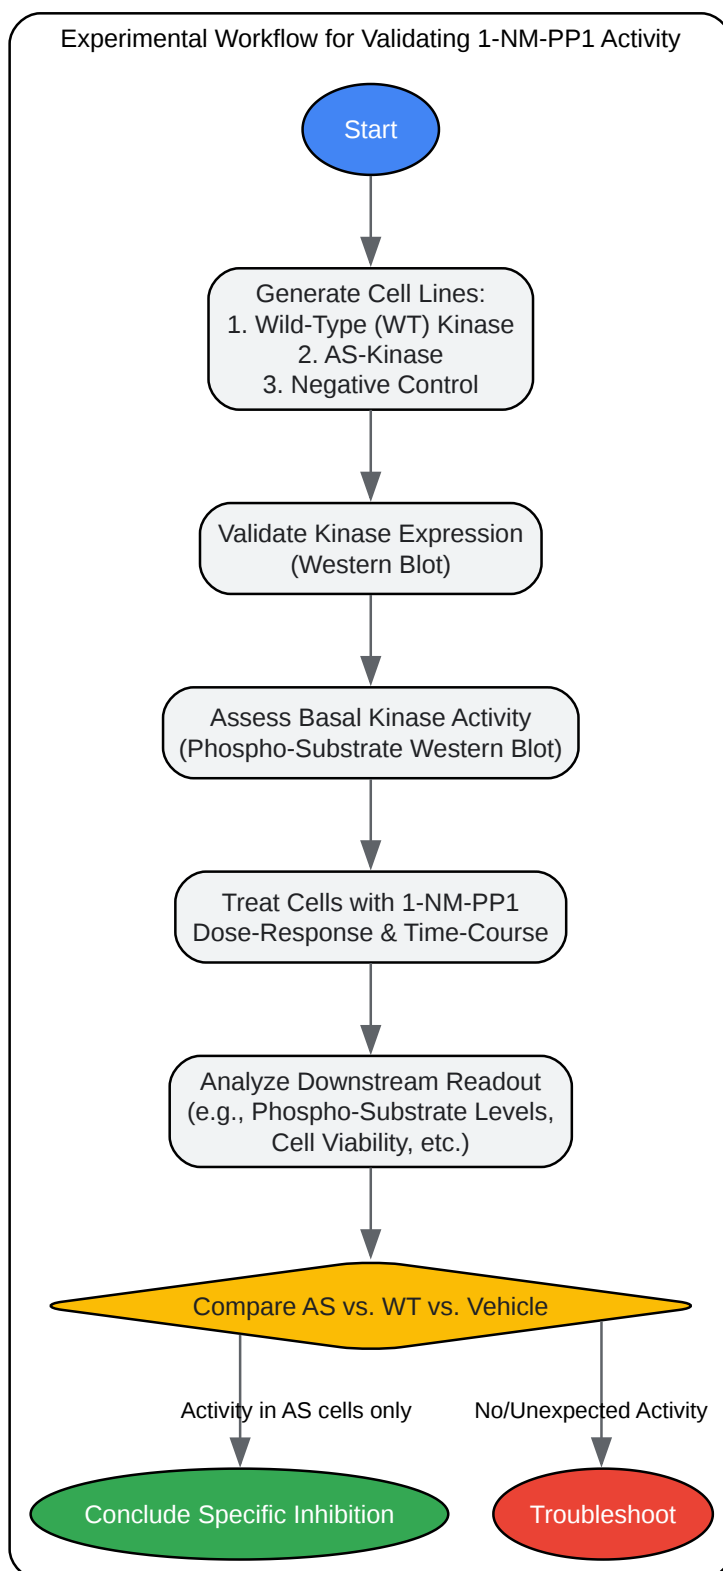 Experimental Workflow for Validating 1-NM-PP1 Activity
Start
Generate Cell Lines:
1. Wild-Type (WT) Kinase
2. AS-Kinase
3. Negative Control
Validate Kinase Expression
(Western Blot)
Assess Basal Kinase Activity
(Phospho-Substrate Western Blot)
Treat Cells with 1-NM-PP1
Dose-Response & Time-Course
Analyze Downstream Readout
(e.g., Phospho-Substrate Levels,
Cell Viability, etc.)
Compare AS vs. WT vs. Vehicle
Activity in AS cells only
No/Unexpected Activity
Conclude Specific Inhibition
Troubleshoot